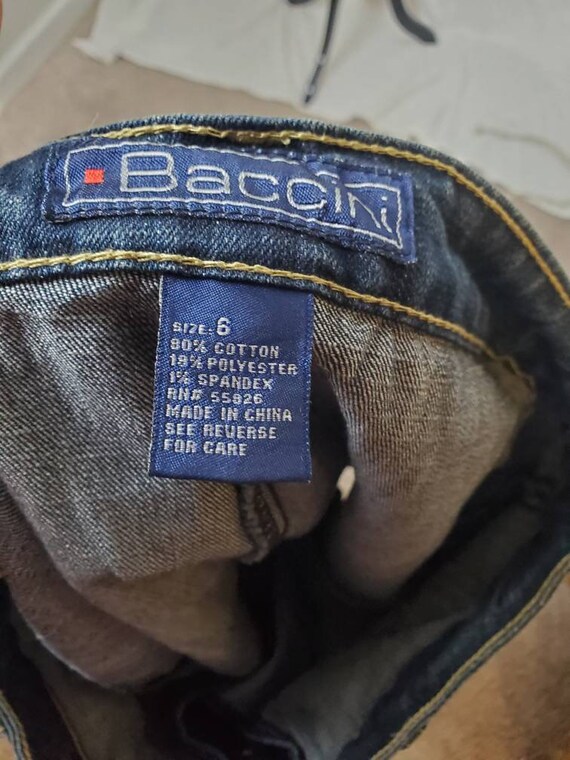 Baccini
SIZE: 6
80% COTTON
19% POLYESTER
1% SPANDEX
RN# 55826
MADE IN CHINA
SEE REVERSE
FOR CARE